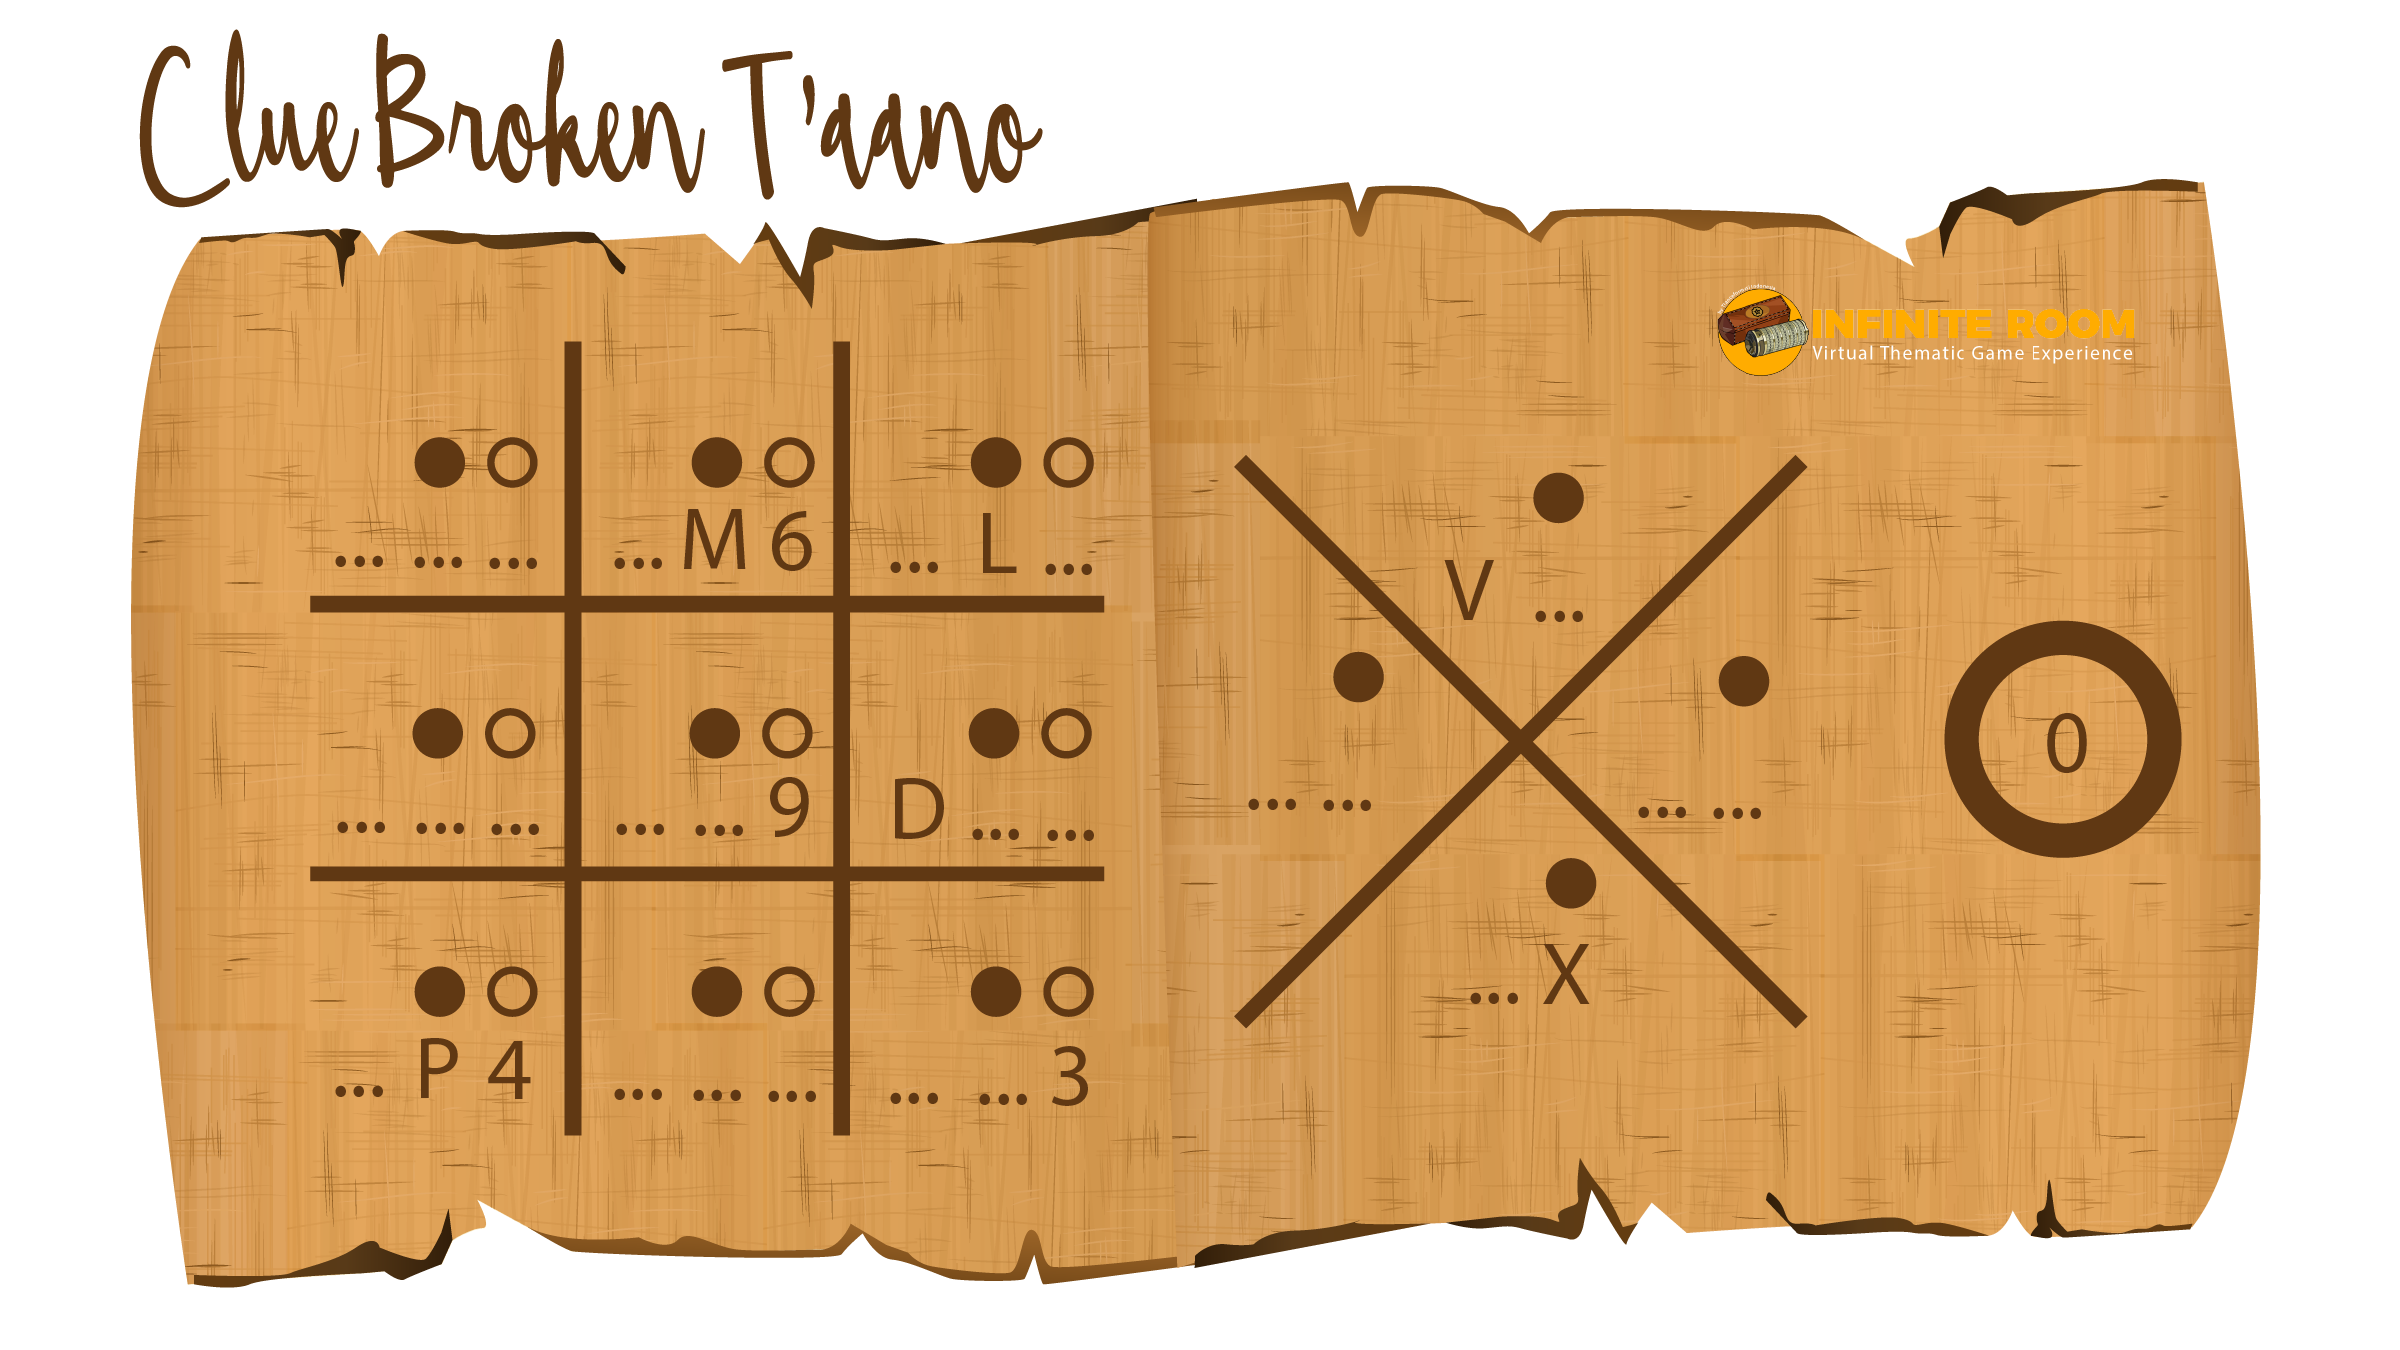 Clue Broken T'aano
INFINITE ROOM
Virtual Thematic Game Experience
... ... ... ... M 6 ... L ...
... ... ... ... ... 9 D ... ...
... P 4 ... ... ... ... ... 3
V ...
... ... ... ...
... X
0